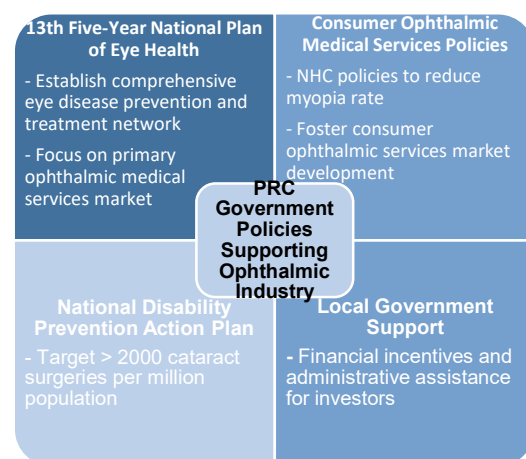 13th Five-Year National Plan
of Eye Health
- Establish comprehensive
eye disease prevention and
treatment network
- Focus on primary
ophthalmic medical
services market
Consumer Ophthalmic
Medical Services Policies
- NHC policies to reduce
myopia rate
- Foster consumer
ophthalmic services market
development
PRC
Government
Policies
Supporting
Ophthalmic
Industry
National Disability
Prevention Action Plan
- Target > 2000 cataract
surgeries per million
population
Local Government
Support
- Financial incentives and
administrative assistance
for investors